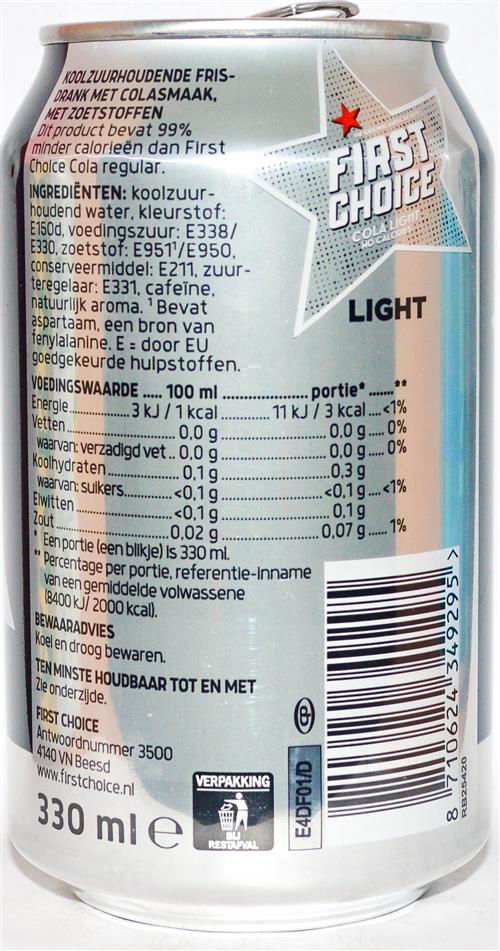 KOOLZUURHOUDENDE FRIS-
DRANK MET COLASMAAK,
MET ZOETSTOFFEN
Dit product bevat 99%
minder calorieën dan First
Choice Cola regular.
INGREDIËNTEN: koolzuur-
houdend water, kleurstof:
E150d, voedingszuur: E338/
E330, zoetstof: E951¹/E950,
conserveermiddel: E211, zuur-
teregelaar: E331, cafeïne,
natuurlijk aroma. ¹ Bevat
aspartaam, een bron van
fenylalanine. E = door EU
goedgekeurde hulpstoffen.
FIRST
CHOICE
COLA LIGHT
NO CALORIES
LIGHT
VOEDINGSWAARDE ..... 100 ml ..................... portie* .......**
Energie ............ 3 kJ / 1 kcal ............ 11 kJ / 3 kcal ....<1%
Vetten ............ 0,0 g ............ 0,0 g ..... 0%
waarvan: verzadigd vet .. 0,0 g ............ 0,0 g ..... 0%
Koolhydraten ............ 0,1 g ............ 0,3 g
waarvan: suikers ............ <0,1 g ............ <0,1 g ....<1%
Eiwitten ............ <0,1 g ............ 0,1 g
Zout ............ 0,02 g ............ 0,07 g ...... 1%
* Een portie (een blikje) is 330 ml.
** Percentage per portie, referentie-inname
van een gemiddelde volwassene
(8400 kJ/ 2000 kcal).
BEWAARADVIES
Koel en droog bewaren.
TEN MINSTE HOUDBAAR TOT EN MET
Zie onderzijde.
FIRST CHOICE
Antwoordnummer 3500
4140 VN Beesd
www.firstchoice.nl
330 ml e
VERPAKKING
BIJ
RESTAFVAL
E4DF01/D
8 710624 349295 >
RB25420